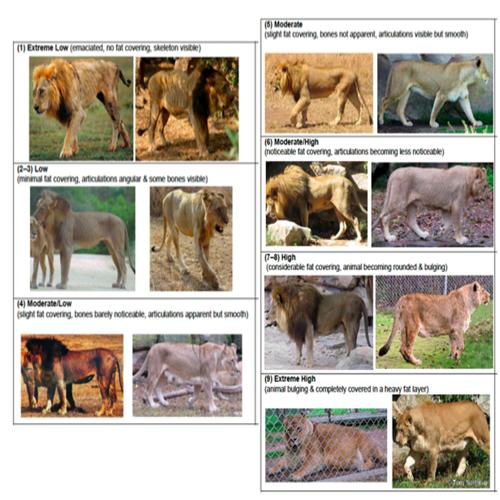 (1) Extreme Low (emaciated, no fat covering, skeleton visible)
(2–3) Low
(minimal fat covering, articulations angular & some bones visible)
(4) Moderate/Low
(slight fat covering, bones barely noticeable, articulations apparent but smooth)
(5) Moderate
(slight fat covering, bones not apparent, articulations visible but smooth)
(6) Moderate/High
(noticeable fat covering, articulations becoming less noticeable)
(7–8) High
(considerable fat covering, animal becoming rounded & bulging)
(9) Extreme High
(animal bulging & completely covered in a heavy fat layer)